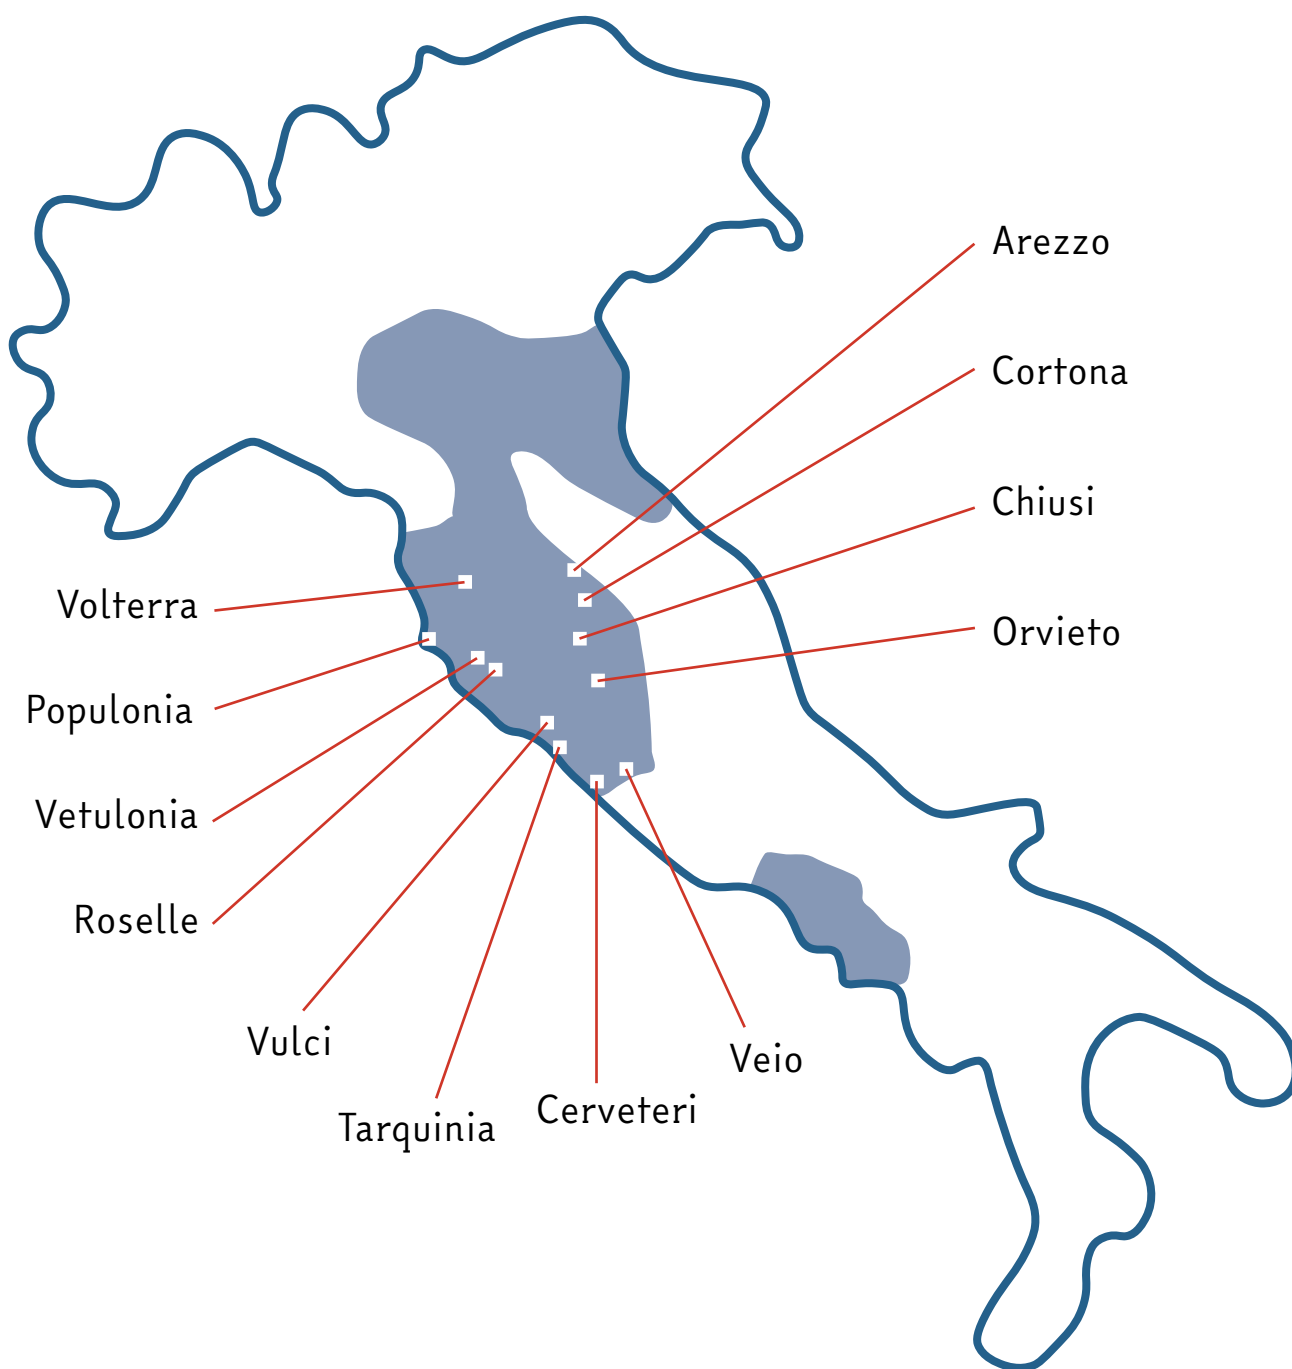 Arezzo
Cortona
Chiusi
Volterra
Orvieto
Populonia
Vetulonia
Roselle
Vulci
Veio
Cerveteri
Tarquinia